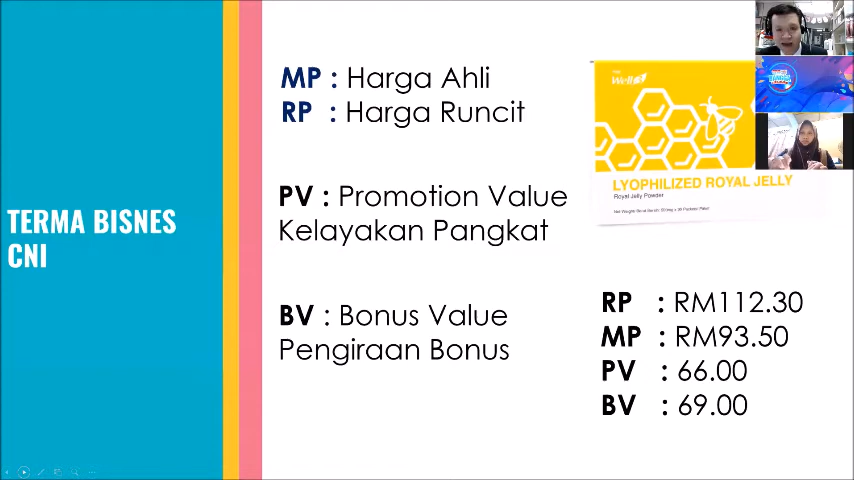 TERMA BISNES
CNI
MP : Harga Ahli
RP : Harga Runcit
PV : Promotion Value
Kelayakan Pangkat
BV : Bonus Value
Pengiraan Bonus
Well
LYOPHILIZED ROYAL JELLY
Royal Jelly Powder
RP : RM112.30
MP : RM93.50
PV : 66.00
BV : 69.00